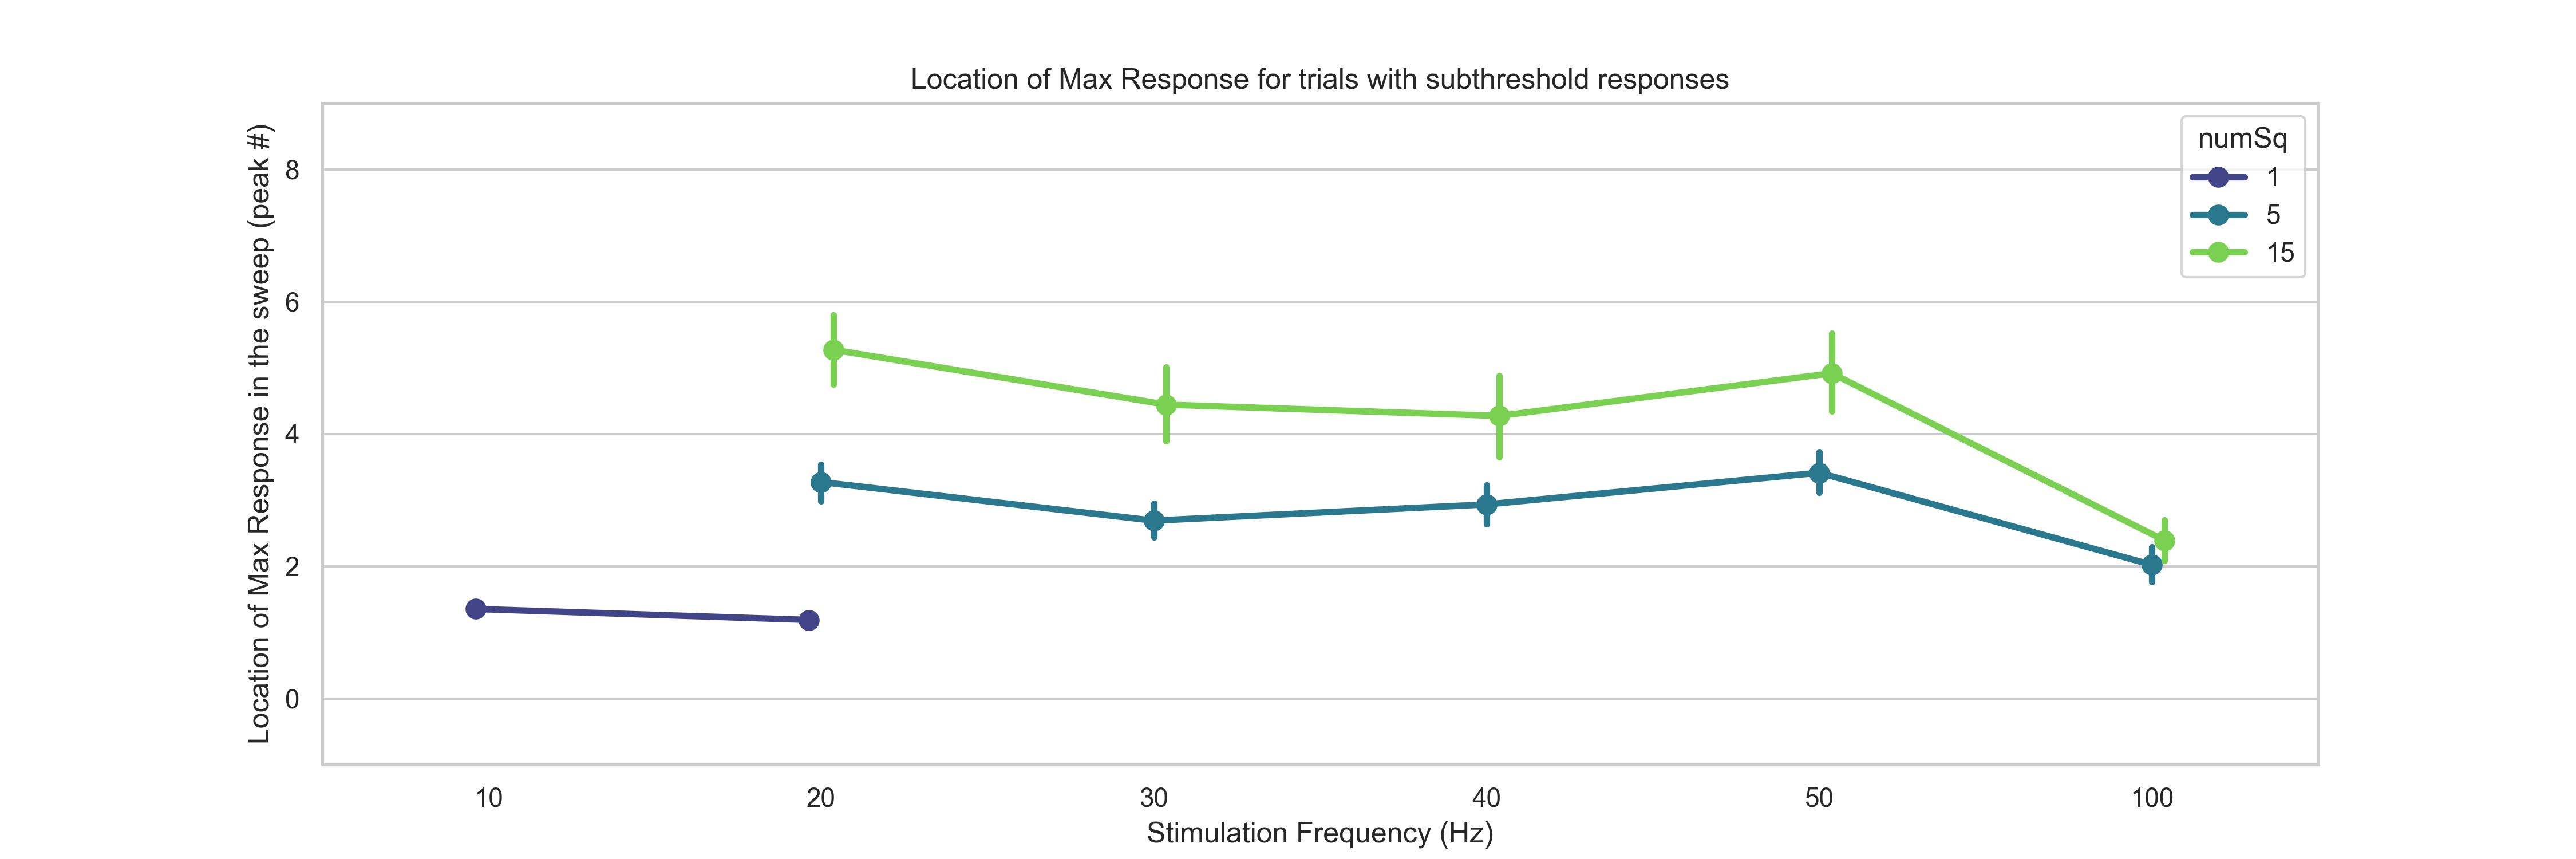 Location of Max Response for trials with subthreshold responses
Location of Max Response in the sweep (peak #)
8
6
4
2
0
numSq
1
5
15
10 20 30 40 50 100
Stimulation Frequency (Hz)